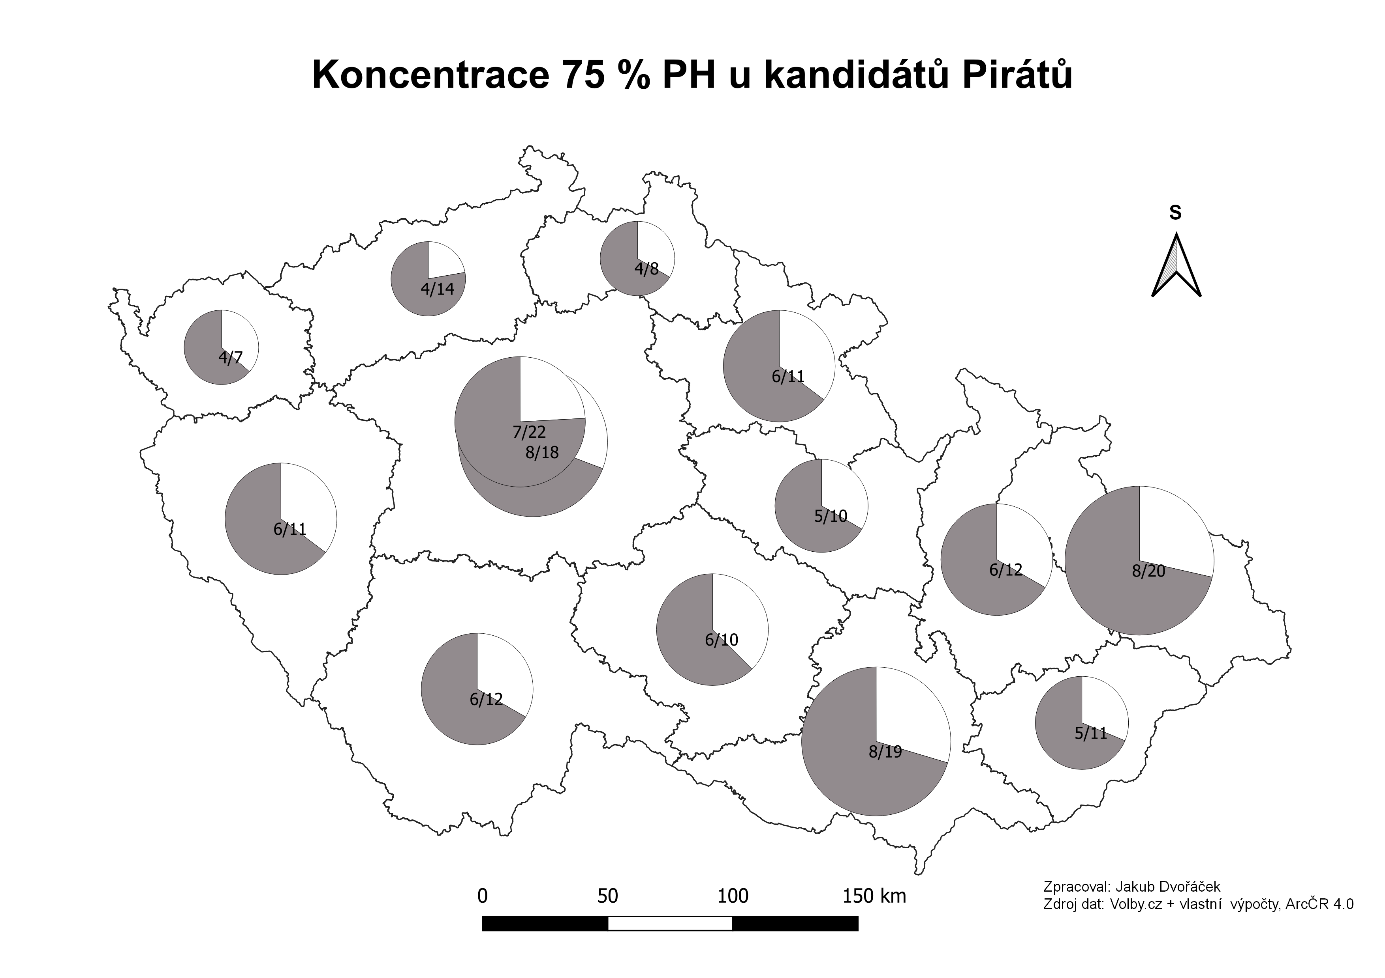 Koncentrace 75 % PH u kandidátů Pirátů
S
4/8
4/14
4/7
6/11
7/22
8/18
5/10
6/11
6/12
8/20
6/10
6/12
5/11
8/19
0 50 100 150 km
Zpracoval: Jakub Dvořáček
Zdroj dat: Volby.cz + vlastní výpočty, ArcČR 4.0